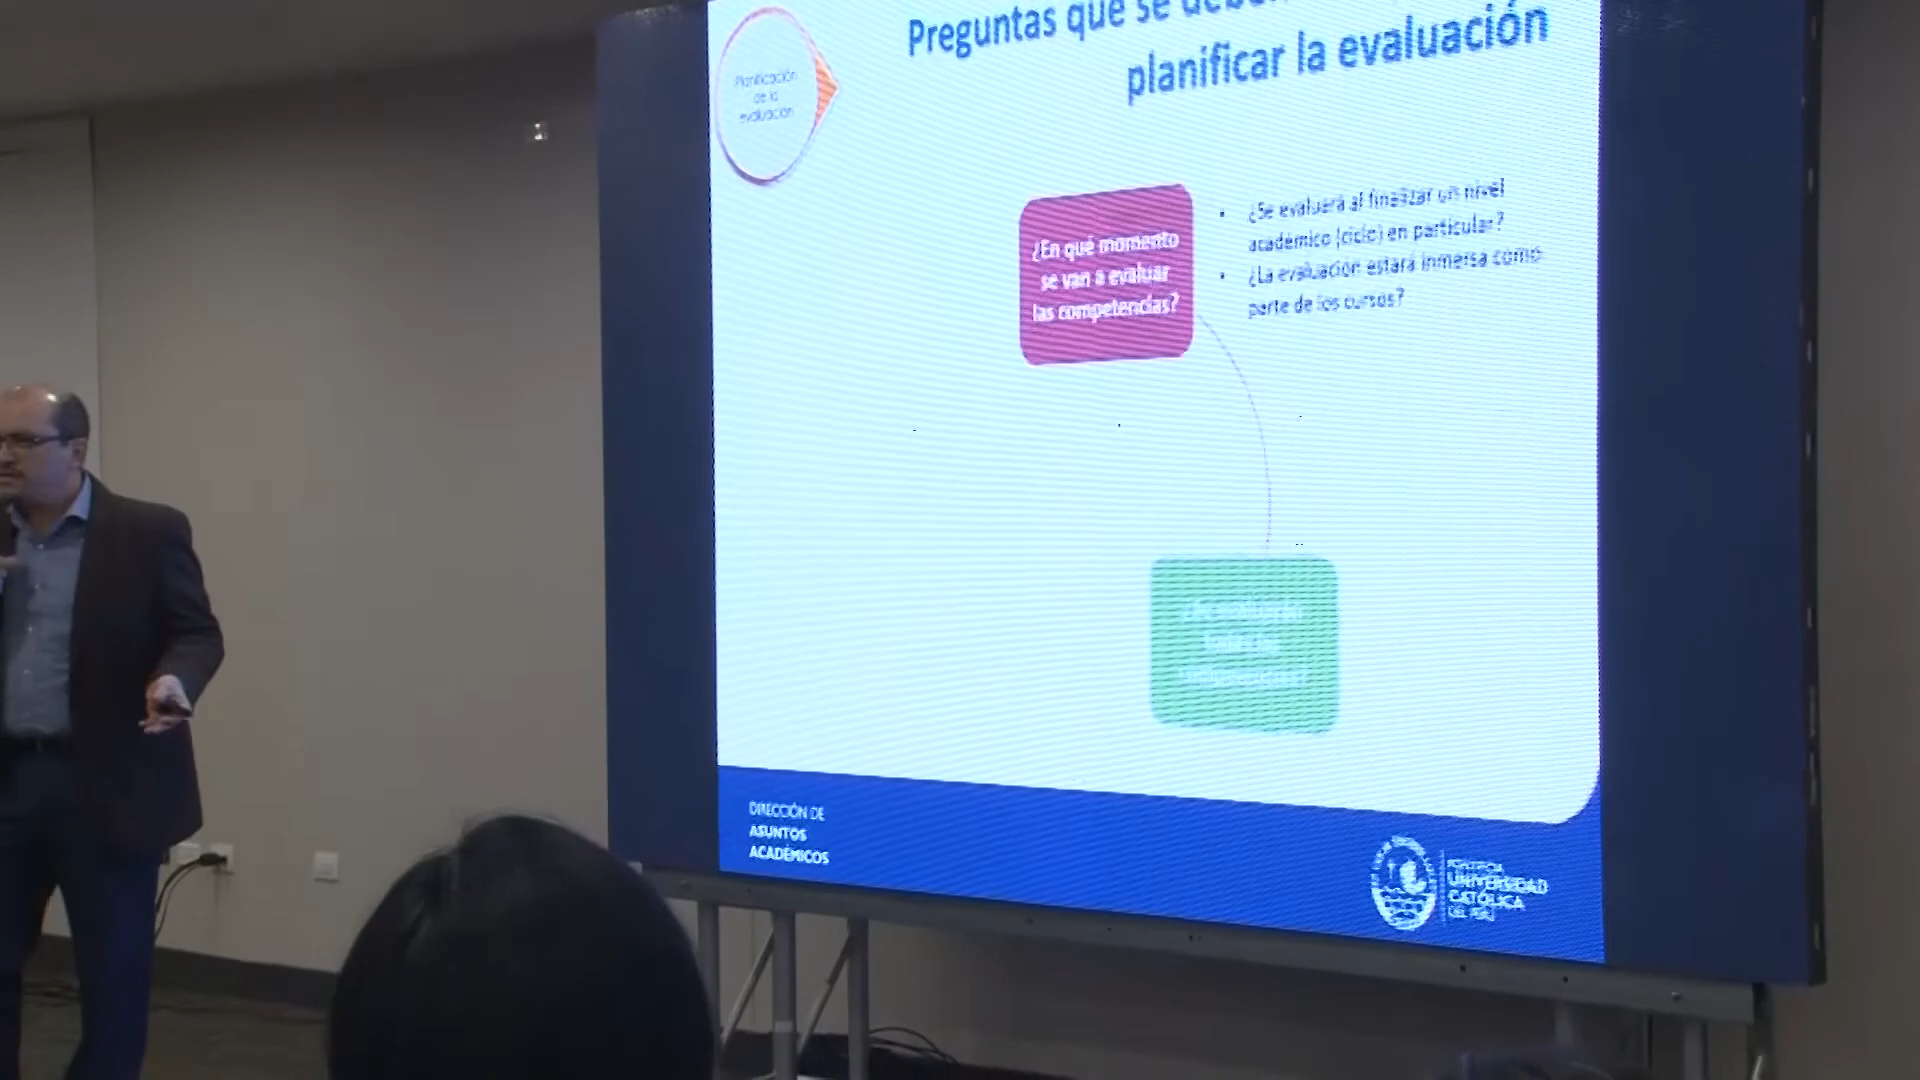 Preguntas que se
planificar la evaluación
Planificación
de la
evaluación
¿En qué momento
se van a evaluar
las competencias?
• ¿Se evaluará al finalizar un nivel
académico (ciclo) en particular?
• ¿La evaluación estará inmersa como
parte de los cursos?
DIRECCIÓN DE
ASUNTOS
ACADÉMICOS
PONTIFICIA
UNIVERSIDAD
CATÓLICA
DEL PERÚ